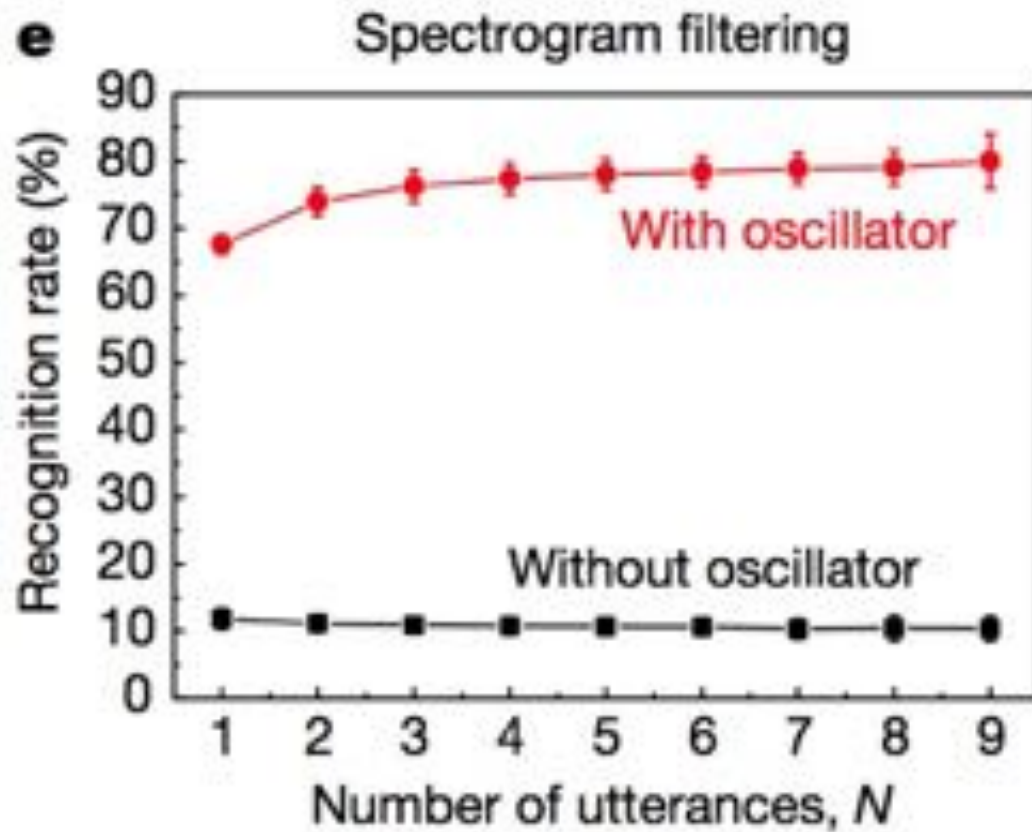 e
Spectrogram filtering
Recognition rate (%)
90
80
70
60
50
40
30
20
10
0
With oscillator
Without oscillator
1 2 3 4 5 6 7 8 9
Number of utterances, N